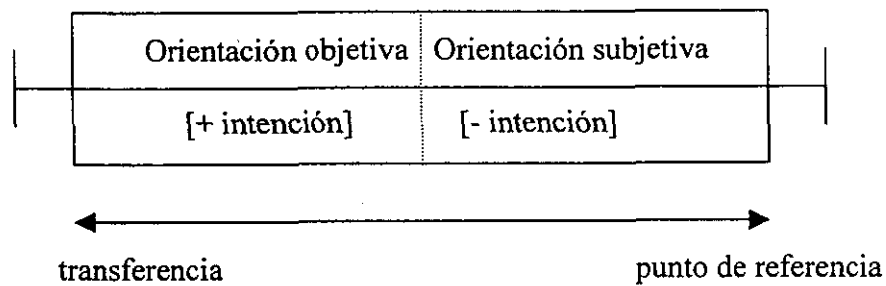 Orientación objetiva Orientación subjetiva
[+ intención] [- intención]
transferencia punto de referencia